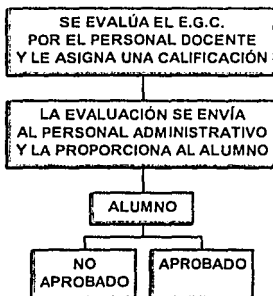 SE EVALÚA EL E.G.C.
POR EL PERSONAL DOCENTE
Y LE ASIGNA UNA CALIFICACIÓN
LA EVALUACIÓN SE ENVÍA
AL PERSONAL ADMINISTRATIVO
Y LA PROPORCIONA AL ALUMNO
ALUMNO
NO APROBADO
APROBADO